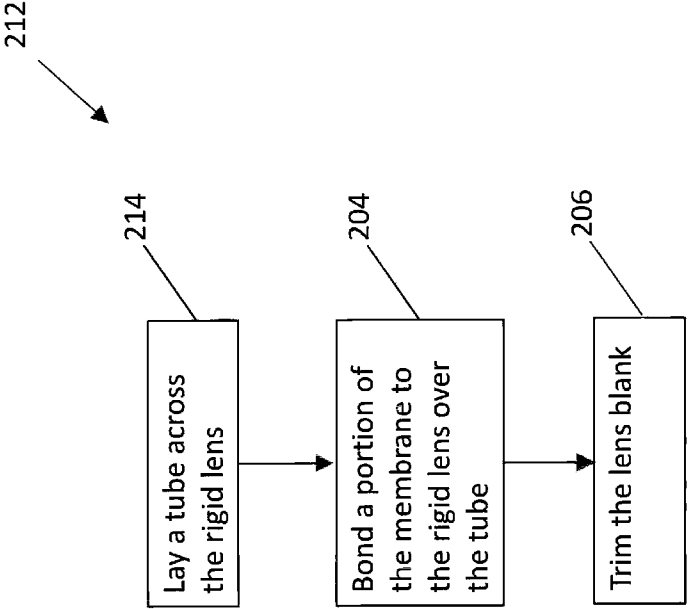 212
214
Lay a tube across
the rigid lens
204
Bond a portion of
the membrane to
the rigid lens over
the tube
206
Trim the lens blank